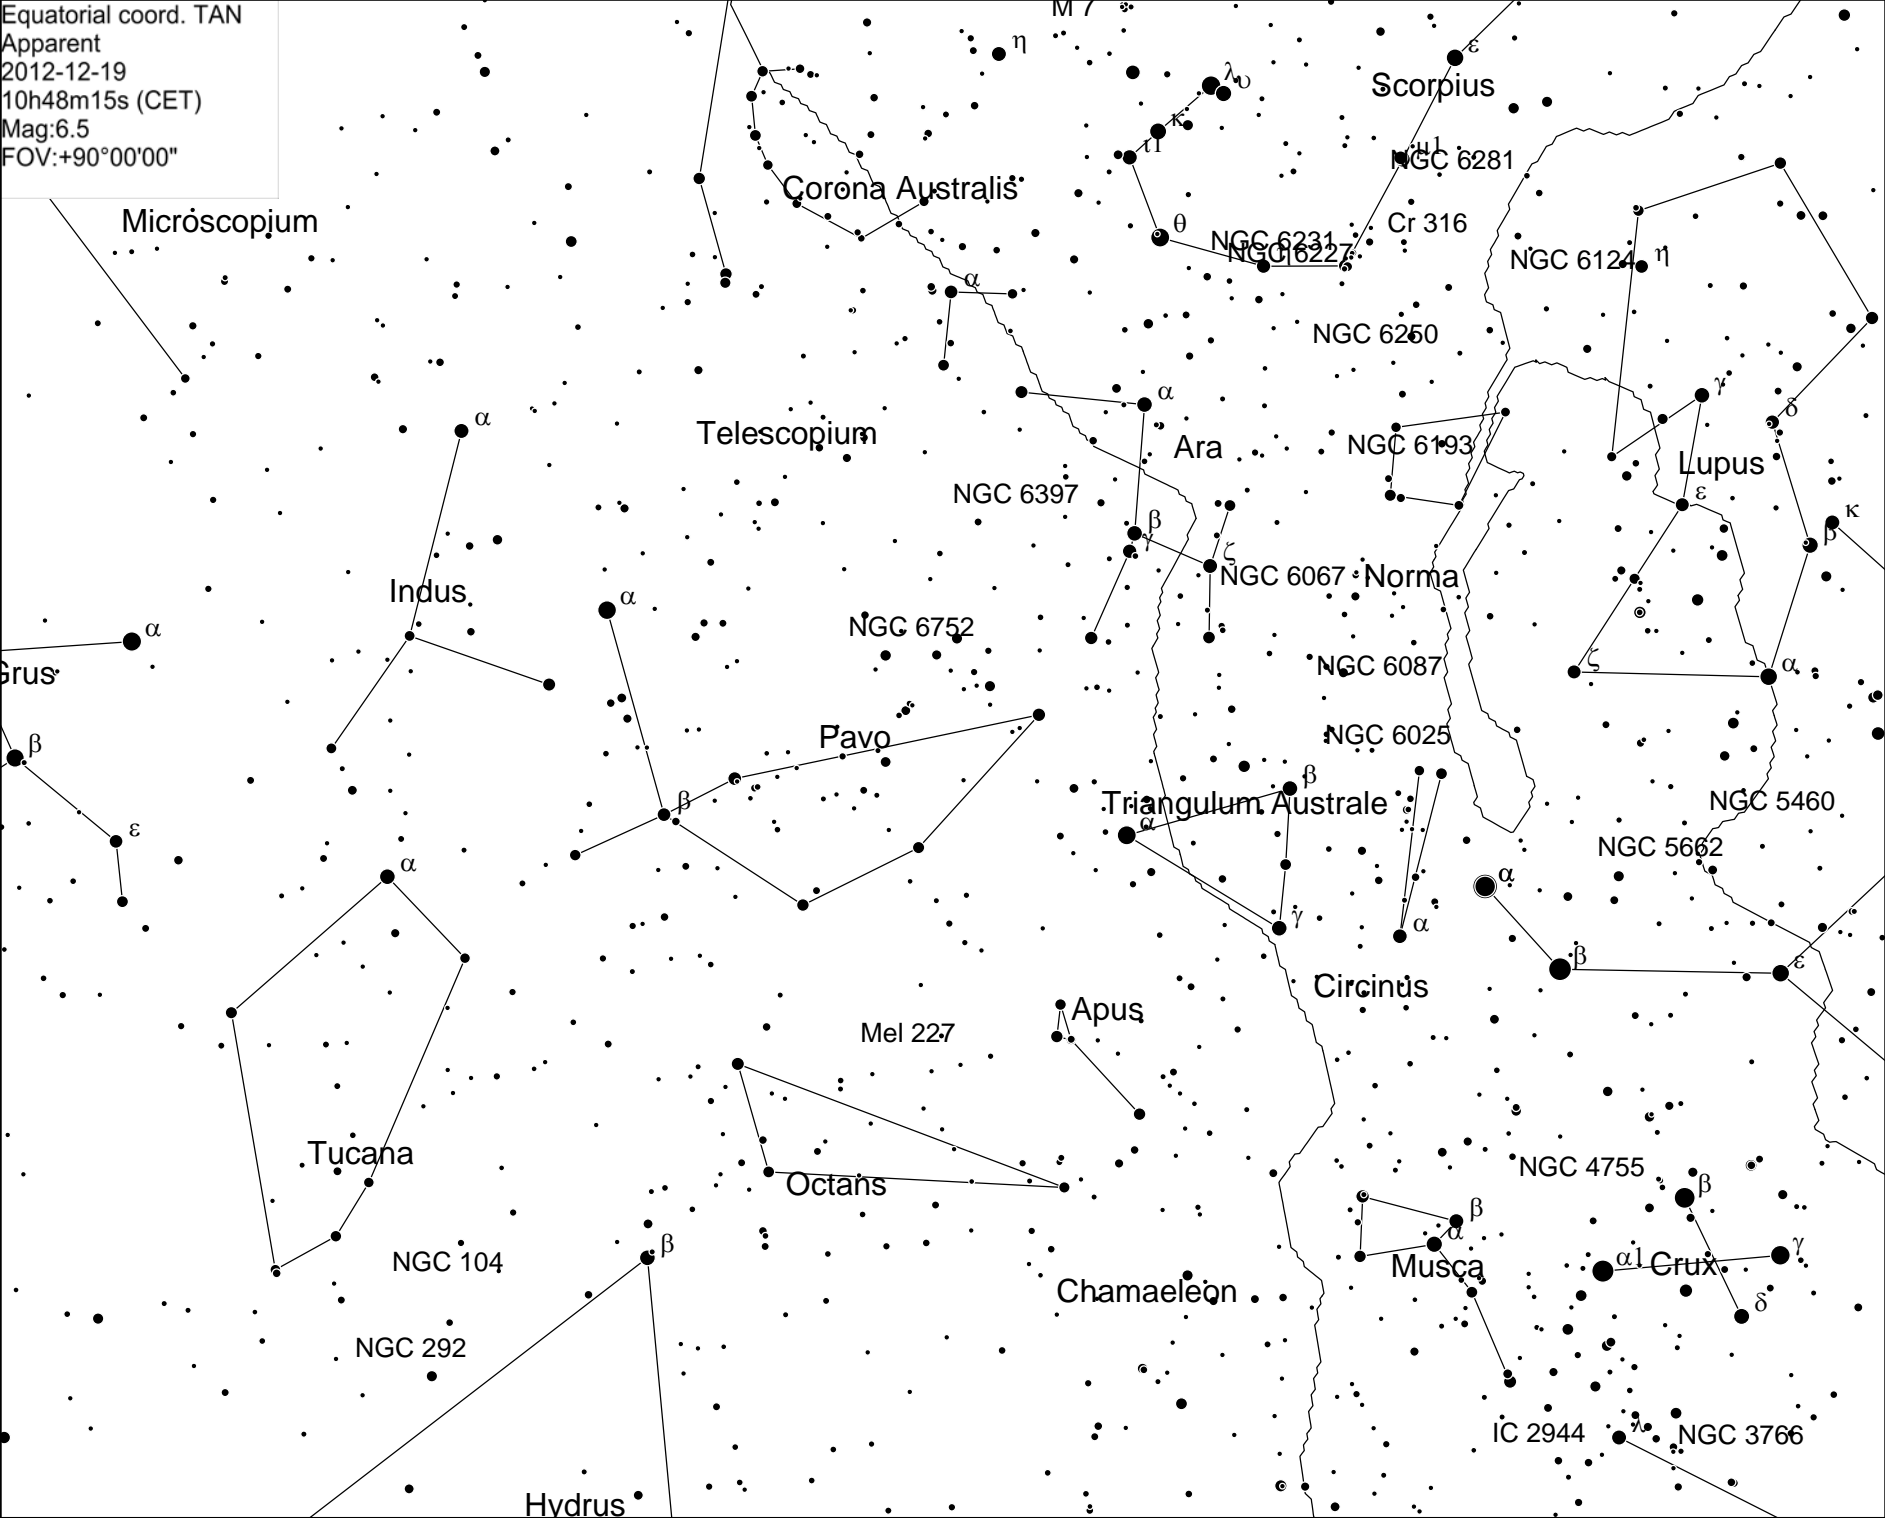 Equatorial coord. TAN
Apparent
2012-12-19
10h48m15s (CET)
Mag:6.5
FOV:+90°00'00"
M 7
η
ε
Scorpius
λ υ
κ
ι1
μ1
NGC 6281
Corona Australis
Microscopium
θ
Cr 316
NGC 6231
NGC 6227
η
NGC 6124
η
α
NGC 6250
γ
α
δ
α
Telescopium
Ara
NGC 6193
Lupus
NGC 6397
ε
κ
β
γ
β
ζ
NGC 6067
Norma
Indus
α
NGC 6752
α
Grus
NGC 6087
ζ
α
β
Pavo
NGC 6025
β
β
Triangulum Australe
α
NGC 5460
ε
NGC 5662
α
α
γ
α
β
ε
Circinus
Apus
Mel 227
Tucana
NGC 4755
Octans
β
β
α
γ
β
NGC 104
Musca
α1
Crux
Chamaeleon
δ
NGC 292
λ
IC 2944
NGC 3766
Hydrus